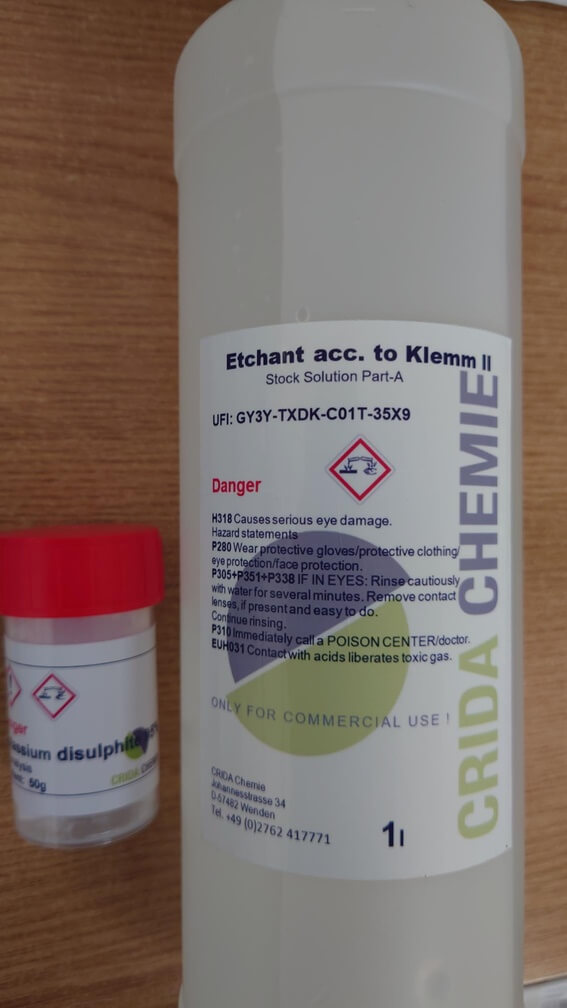 Etchant acc. to Klemm II
Stock Solution Part-A
UFI: GY3Y-TXDK-C01T-35X9
Danger
H318 Causes serious eye damage.
Hazard statements
P280 Wear protective gloves/protective clothing/
eye protection/face protection.
P305+P351+P338 IF IN EYES: Rinse cautiously
with water for several minutes. Remove contact
lenses, if present and easy to do.
Continue rinsing.
P310 Immediately call a POISON CENTER/doctor.
EUH031 Contact with acids liberates toxic gas.
ONLY FOR COMMERCIAL USE !
CRIDA Chemie
Johannesstrasse 34
D-57482 Wenden
Tel. +49 (0)2762 417771
1l
CRIDA CHEMIE
disulphite
50g
CRIDA